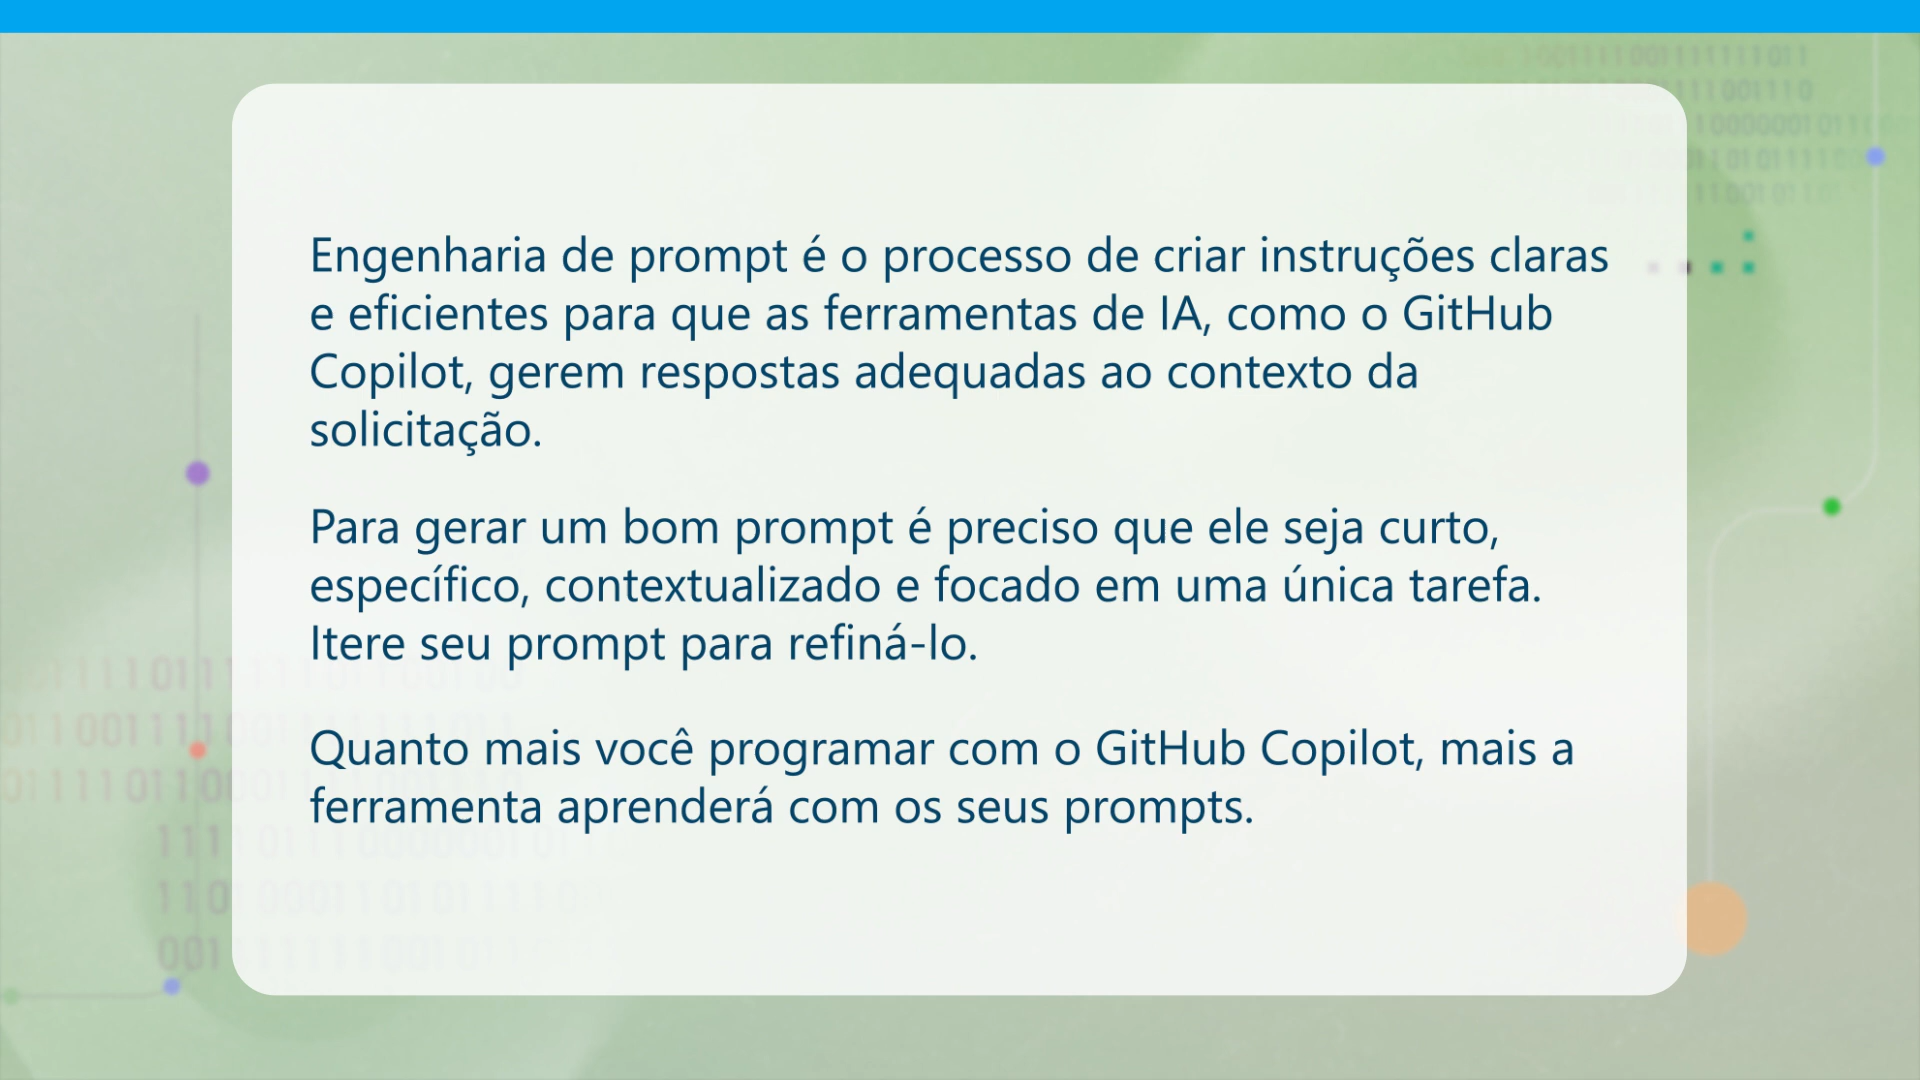 Engenharia de prompt é o processo de criar instruções claras
e eficientes para que as ferramentas de IA, como o GitHub
Copilot, gerem respostas adequadas ao contexto da
solicitação.
Para gerar um bom prompt é preciso que ele seja curto,
específico, contextualizado e focado em uma única tarefa.
Itere seu prompt para refiná-lo.
Quanto mais você programar com o GitHub Copilot, mais a
ferramenta aprenderá com os seus prompts.